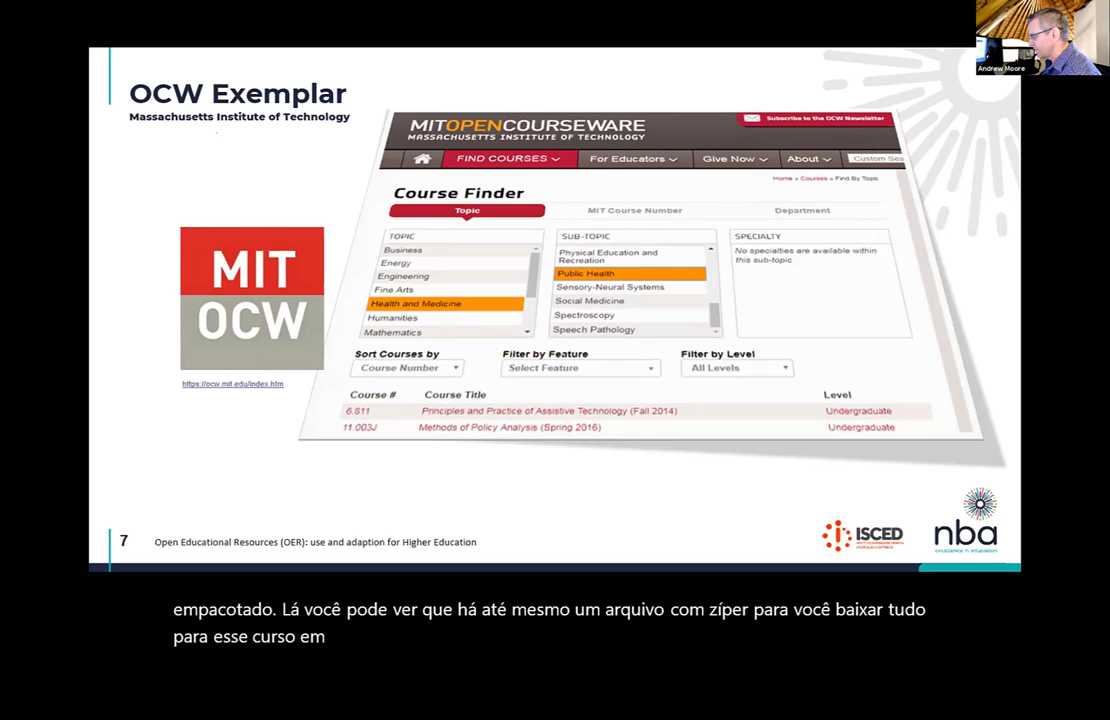 Andrew Moore
OCW Exemplar
Massachusetts Institute of Technology
MITOPENCOURSEWARE
MASSACHUSETTS INSTITUTE OF TECHNOLOGY
Subscribe to the OCW Newsletter
FIND COURSES
For Educators
Give Now
About
Custom Sea
Home » Courses » Find By Topic
Course Finder
Topic
MIT Course Number
Department
TOPIC
Business
Energy
Engineering
Fine Arts
Health and Medicine
Humanities
Mathematics
SUB-TOPIC
Physical Education and
Recreation
Public Health
Sensory-Neural Systems
Social Medicine
Spectroscopy
Speech Pathology
SPECIALTY
No specialties are available within
this sub-topic
MIT
OCW
https://ocw.mit.edu/index.htm
Sort Courses by
Course Number
Filter by Feature
Select Feature
Filter by Level
All Levels
Course # Course Title Level
6.811 Principles and Practice of Assistive Technology (Fall 2014) Undergraduate
11.003J Methods of Policy Analysis (Spring 2016) Undergraduate
7
Open Educational Resources (OER): use and adaption for Higher Education
ISCED
nba
excellence in education
empacotado. Lá você pode ver que há até mesmo um arquivo com zíper para você baixar tudo
para esse curso em